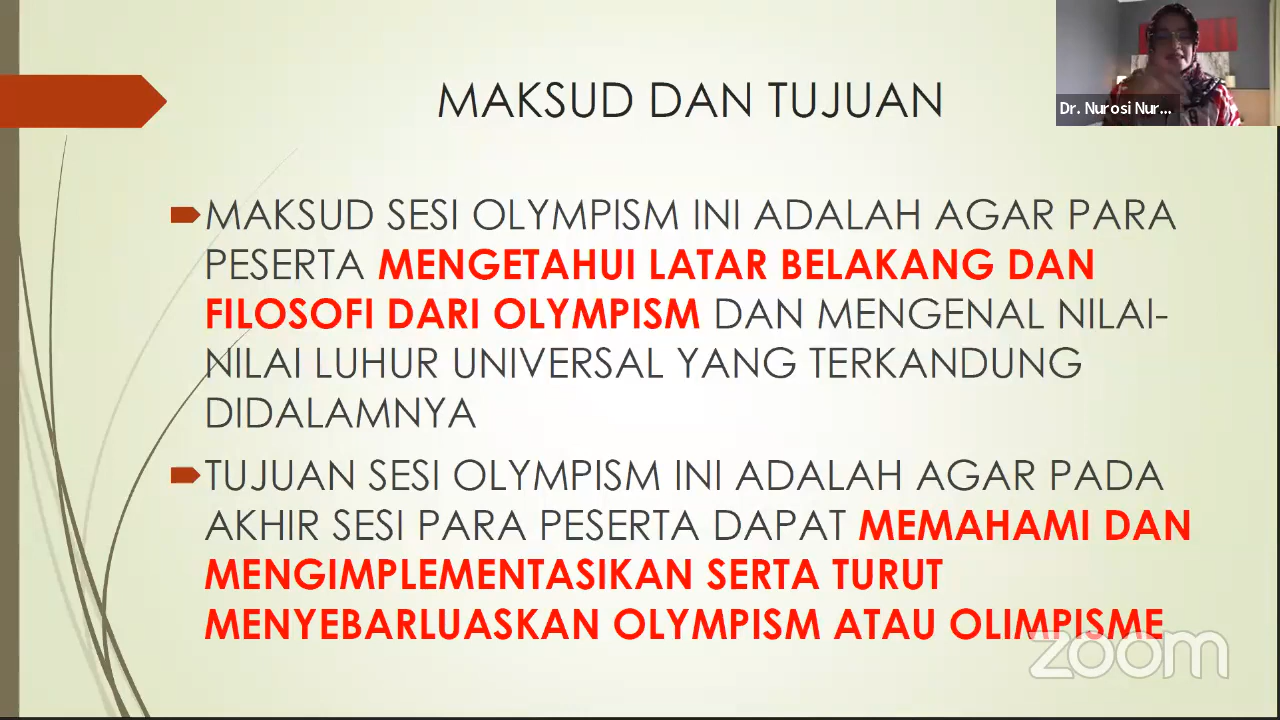 MAKSUD DAN TUJUAN
Dr. Nurosi Nur...
MAKSUD SESI OLYMPISM INI ADALAH AGAR PARA
PESERTA MENGETAHUI LATAR BELAKANG DAN
FILOSOFI DARI OLYMPISM DAN MENGENAL NILAI-
NILAI LUHUR UNIVERSAL YANG TERKANDUNG
DIDALAMNYA
TUJUAN SESI OLYMPISM INI ADALAH AGAR PADA
AKHIR SESI PARA PESERTA DAPAT MEMAHAMI DAN
MENGIMPLEMENTASIKAN SERTA TURUT
MENYEBARLUASKAN OLYMPISM ATAU OLIMPISME
zoom